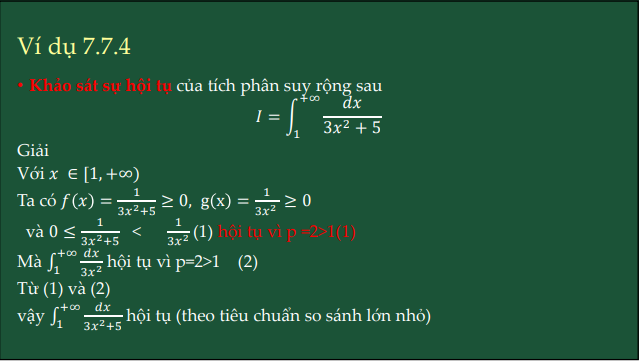 Ví dụ 7.7.4
• Khảo sát sự hội tụ của tích phân suy rộng sau
I = ∫₁^{+∞} dx/(3x² + 5)
Giải
Với x ∈ [1, +∞)
Ta có f(x) = 1/(3x²+5) ≥ 0, g(x) = 1/(3x²) ≥ 0
và 0 ≤ 1/(3x²+5) < 1/(3x²) (1) hội tụ vì p =2>1(1)
Mà ∫₁^{+∞} dx/(3x²) hội tụ vì p=2>1 (2)
Từ (1) và (2)
vậy ∫₁^{+∞} dx/(3x²+5) hội tụ (theo tiêu chuẩn so sánh lớn nhỏ)